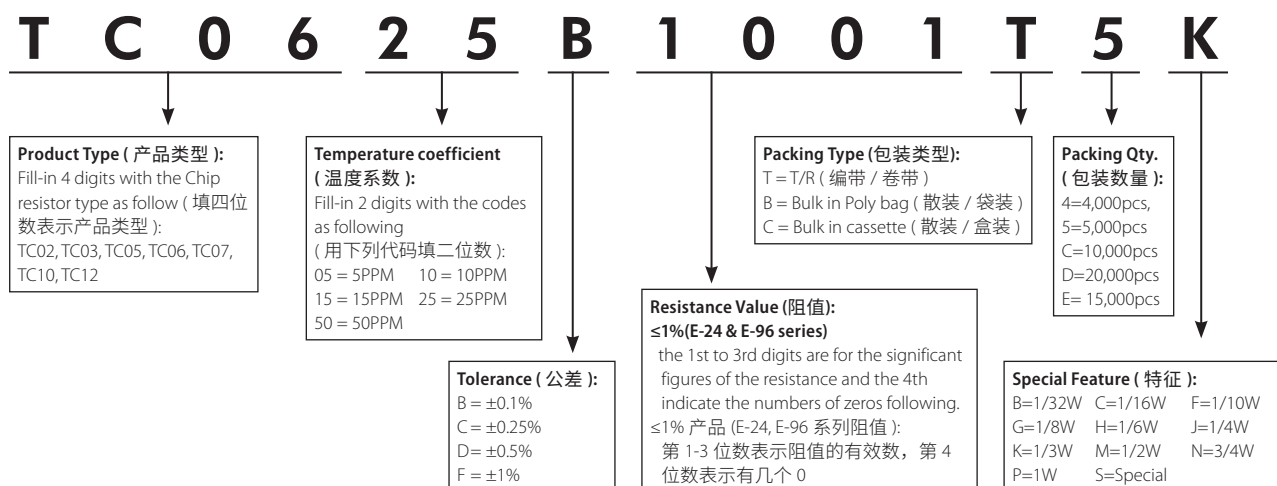 T C 0 6 2 5 B 1 0 0 1 T 5 K
Product Type ( 产品类型 ):
Fill-in 4 digits with the Chip
resistor type as follow ( 填四位
数表示产品类型 ):
TC02, TC03, TC05, TC06, TC07,
TC10, TC12
Temperature coefficient
( 温度系数 ):
Fill-in 2 digits with the codes
as following
( 用下列代码填二位数 ):
05 = 5PPM 10 = 10PPM
15 = 15PPM 25 = 25PPM
50 = 50PPM
Tolerance ( 公差 ):
B = ±0.1%
C = ±0.25%
D= ±0.5%
F = ±1%
Resistance Value (阻值):
≤1%(E-24 & E-96 series)
the 1st to 3rd digits are for the significant
figures of the resistance and the 4th
indicate the numbers of zeros following.
≤1% 产品 (E-24, E-96 系列阻值 ):
第 1-3 位数表示阻值的有效数，第 4
位数表示有几个 0
Packing Type (包装类型):
T = T/R ( 编带 / 卷带 )
B = Bulk in Poly bag ( 散装 / 袋装 )
C = Bulk in cassette ( 散装 / 盒装 )
Packing Qty.
( 包装数量 ):
4=4,000pcs,
5=5,000pcs
C=10,000pcs
D=20,000pcs
E= 15,000pcs
Special Feature ( 特征 ):
B=1/32W C=1/16W F=1/10W
G=1/8W H=1/6W J=1/4W
K=1/3W M=1/2W N=3/4W
P=1W S=Special